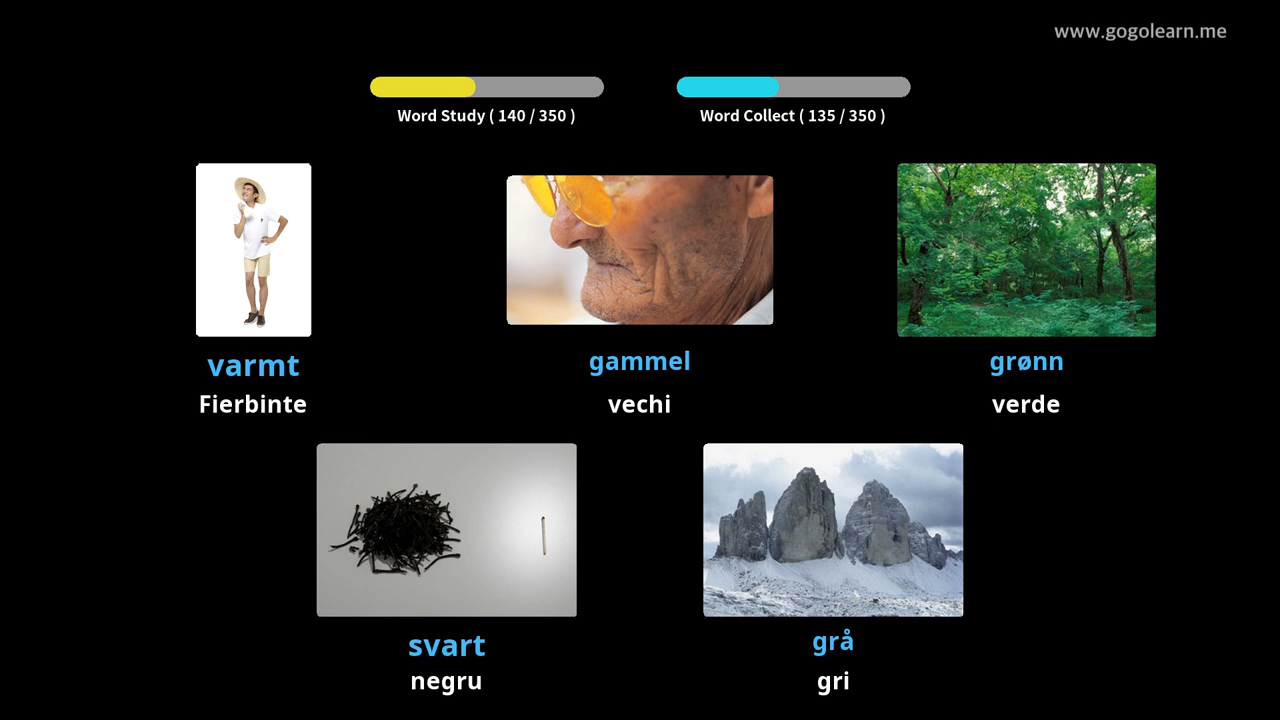 www.gogolearn.me
Word Study ( 140 / 350 )
Word Collect ( 135 / 350 )
varmt
Fierbinte
gammel
vechi
grønn
verde
svart
negru
grå
gri